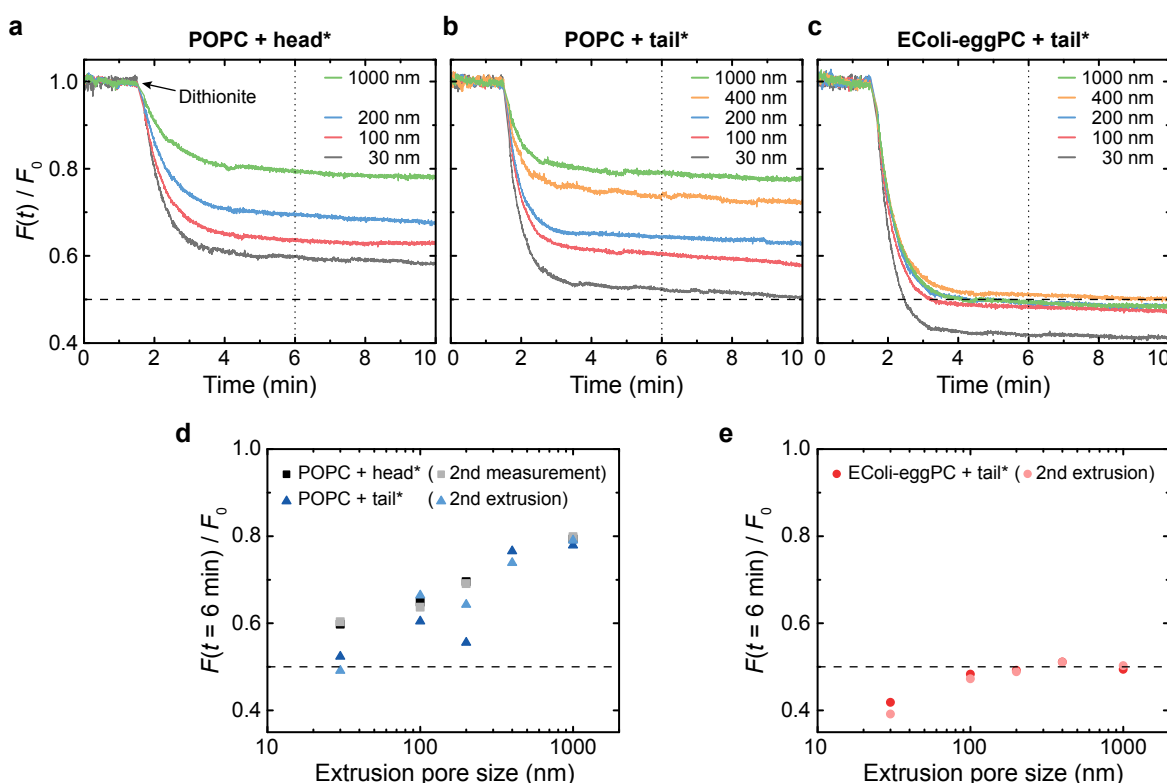 a
POPC + head*
1.0
0.8
0.6
0.4
F(t) / F0
Dithionite
1000 nm
200 nm
100 nm
30 nm
0 2 4 6 8 10
Time (min)
b
POPC + tail*
1000 nm
400 nm
200 nm
100 nm
30 nm
0 2 4 6 8 10
Time (min)
c
EColi-eggPC + tail*
1000 nm
400 nm
200 nm
100 nm
30 nm
0 2 4 6 8 10
Time (min)
d
1.0
0.8
0.6
0.4
F(t = 6 min) / F0
POPC + head* ( 2nd measurement)
POPC + tail* ( 2nd extrusion)
10 100 1000
Extrusion pore size (nm)
e
1.0
0.8
0.6
0.4
F(t = 6 min) / F0
EColi-eggPC + tail* ( 2nd extrusion)
10 100 1000
Extrusion pore size (nm)